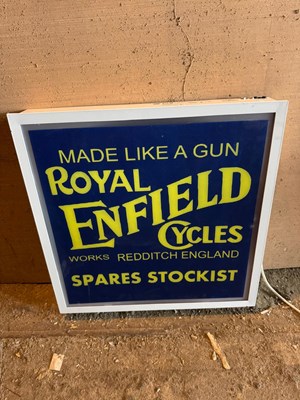 MADE LIKE A GUN
ROYAL
ENFIELD
CYCLES
WORKS REDDITCH ENGLAND
SPARES STOCKIST